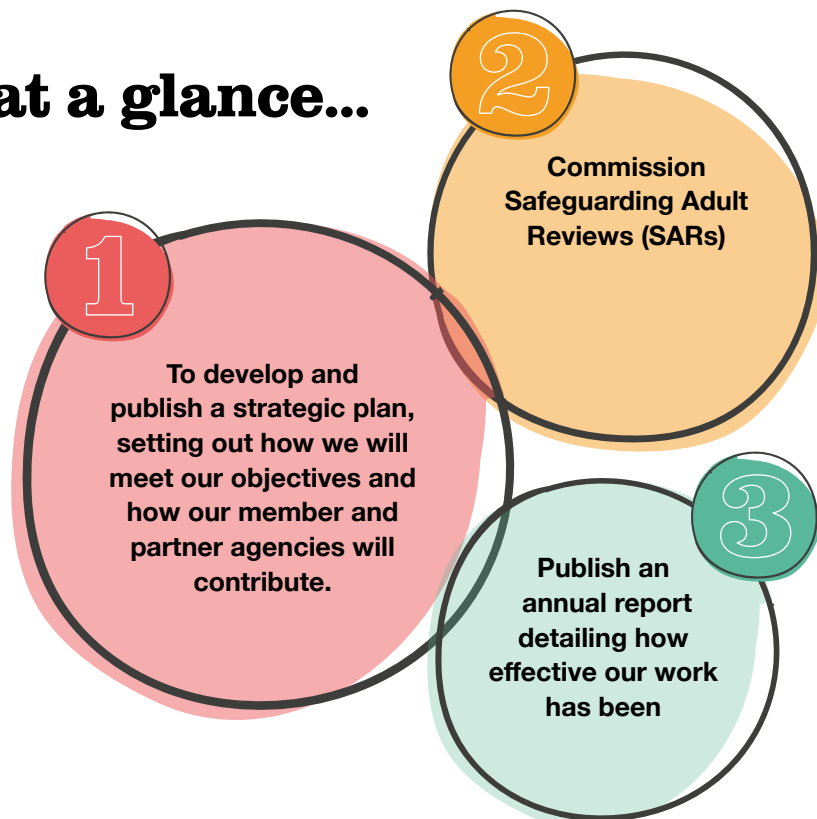 at a glance...
1
To develop and
publish a strategic plan,
setting out how we will
meet our objectives and
how our member and
partner agencies will
contribute.
2
Commission
Safeguarding Adult
Reviews (SARs)
3
Publish an
annual report
detailing how
effective our work
has been